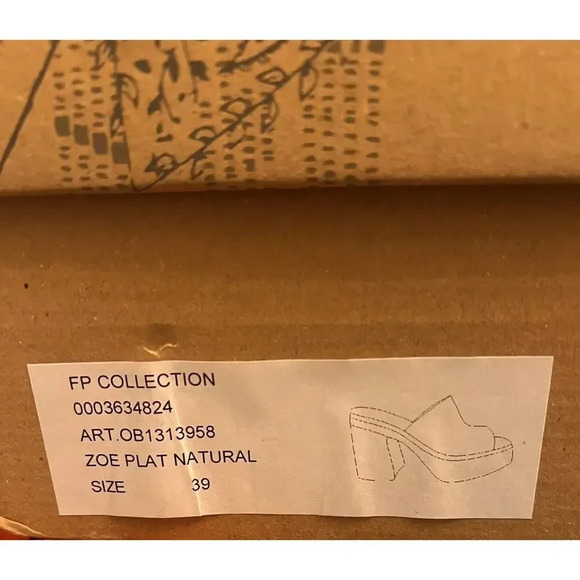 FP COLLECTION
0003634824
ART.OB1313958
ZOE PLAT NATURAL
SIZE 39